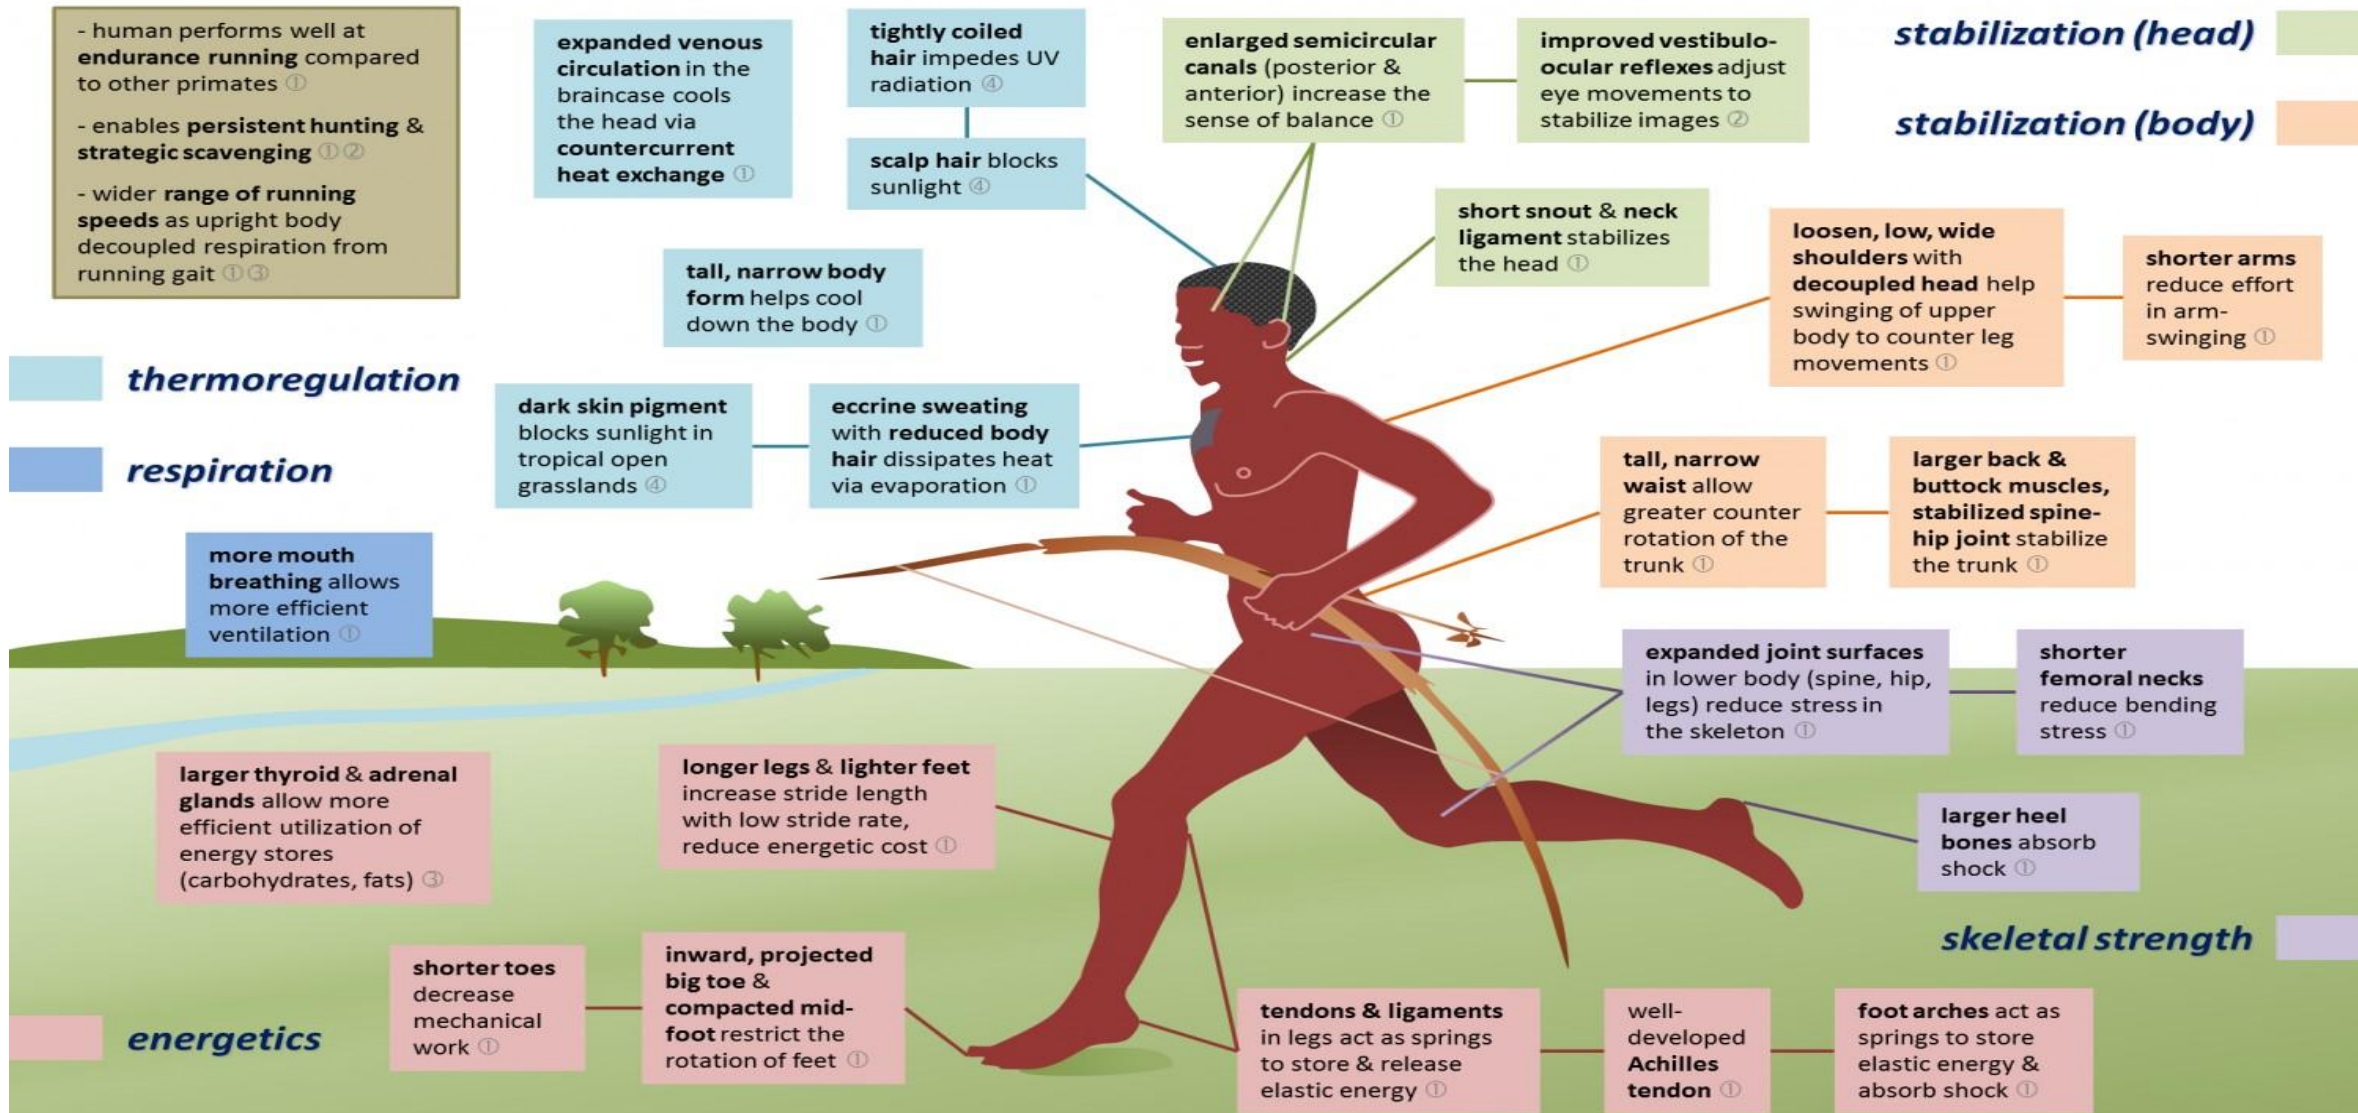 - human performs well at
endurance running compared
to other primates ①
- enables persistent hunting &
strategic scavenging ①②
- wider range of running
speeds as upright body
decoupled respiration from
running gait ①③
expanded venous
circulation in the
braincase cools
the head via
countercurrent
heat exchange ①
tightly coiled
hair impedes UV
radiation ④
scalp hair blocks
sunlight ④
enlarged semicircular
canals (posterior &
anterior) increase the
sense of balance ①
improved vestibulo-
ocular reflexes adjust
eye movements to
stabilize images ②
stabilization (head)
stabilization (body)
short snout & neck
ligament stabilizes
the head ①
loosen, low, wide
shoulders with
decoupled head help
swinging of upper
body to counter leg
movements ①
shorter arms
reduce effort
in arm-
swinging ①
tall, narrow body
form helps cool
down the body ①
thermoregulation
dark skin pigment
blocks sunlight in
tropical open
grasslands ④
eccrine sweating
with reduced body
hair dissipates heat
via evaporation ①
respiration
tall, narrow
waist allow
greater counter
rotation of the
trunk ①
larger back &
buttock muscles,
stabilized spine-
hip joint stabilize
the trunk ①
more mouth
breathing allows
more efficient
ventilation ①
expanded joint surfaces
in lower body (spine, hip,
legs) reduce stress in
the skeleton ①
shorter
femoral necks
reduce bending
stress ①
larger thyroid & adrenal
glands allow more
efficient utilization of
energy stores
(carbohydrates, fats) ③
longer legs & lighter feet
increase stride length
with low stride rate,
reduce energetic cost ①
larger heel
bones absorb
shock ①
skeletal strength
energetics
shorter toes
decrease
mechanical
work ①
inward, projected
big toe &
compacted mid-
foot restrict the
rotation of feet ①
tendons & ligaments
in legs act as springs
to store & release
elastic energy ①
well-
developed
Achilles
tendon ①
foot arches act as
springs to store
elastic energy &
absorb shock ①